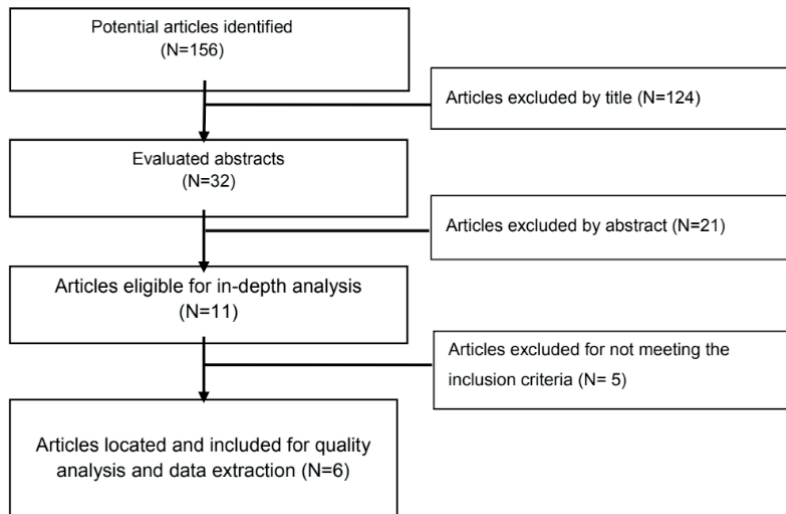 Potential articles identified
(N=156)
Articles excluded by title (N=124)
Evaluated abstracts
(N=32)
Articles excluded by abstract (N=21)
Articles eligible for in-depth analysis
(N=11)
Articles excluded for not meeting the
inclusion criteria (N= 5)
Articles located and included for quality
analysis and data extraction (N=6)